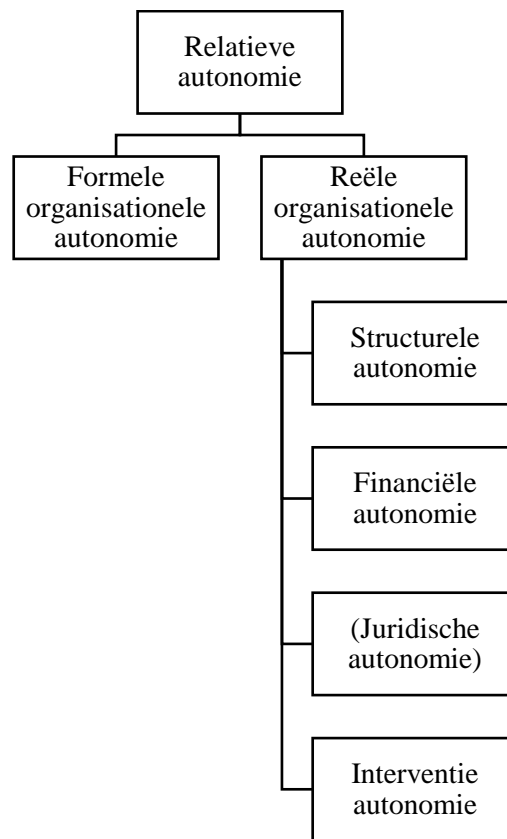 Relatieve
autonomie
Formele
organisationele
autonomie
Reële
organisationele
autonomie
Structurele
autonomie
Financiële
autonomie
(Juridische
autonomie)
Interventie
autonomie